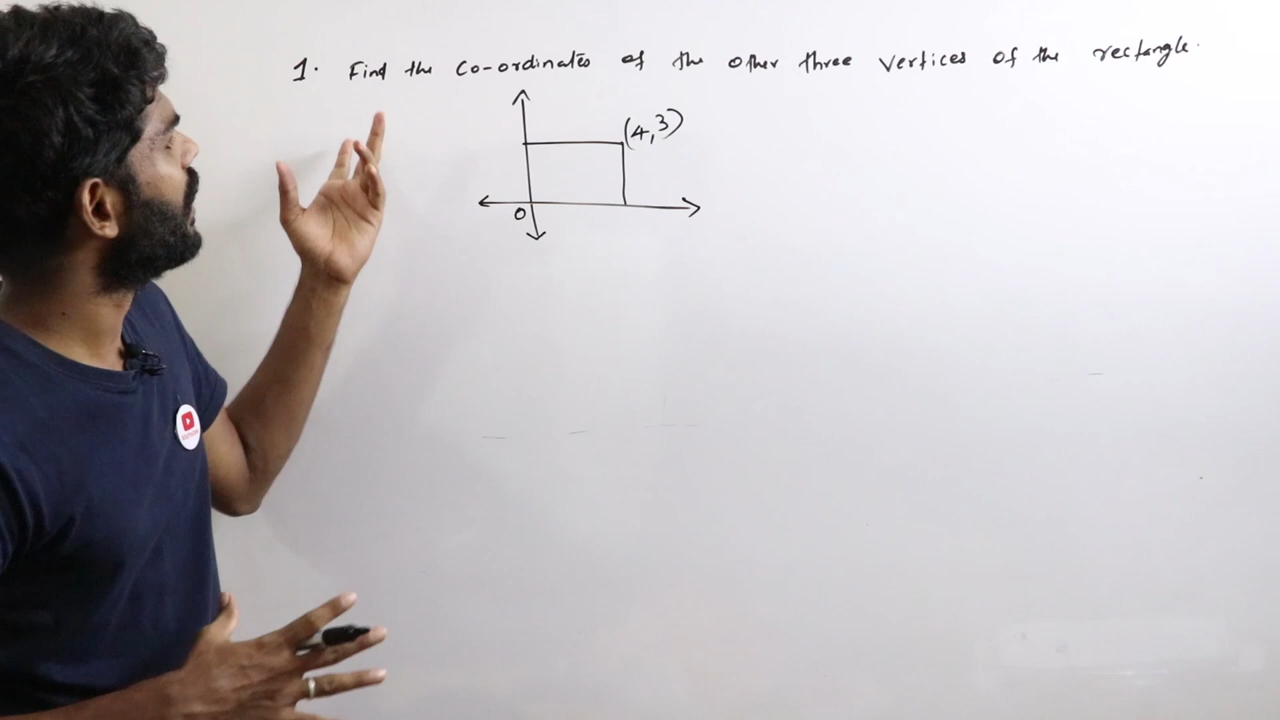 1. Find the co-ordinates of the other three vertices of the rectangle.
(4,3)
0